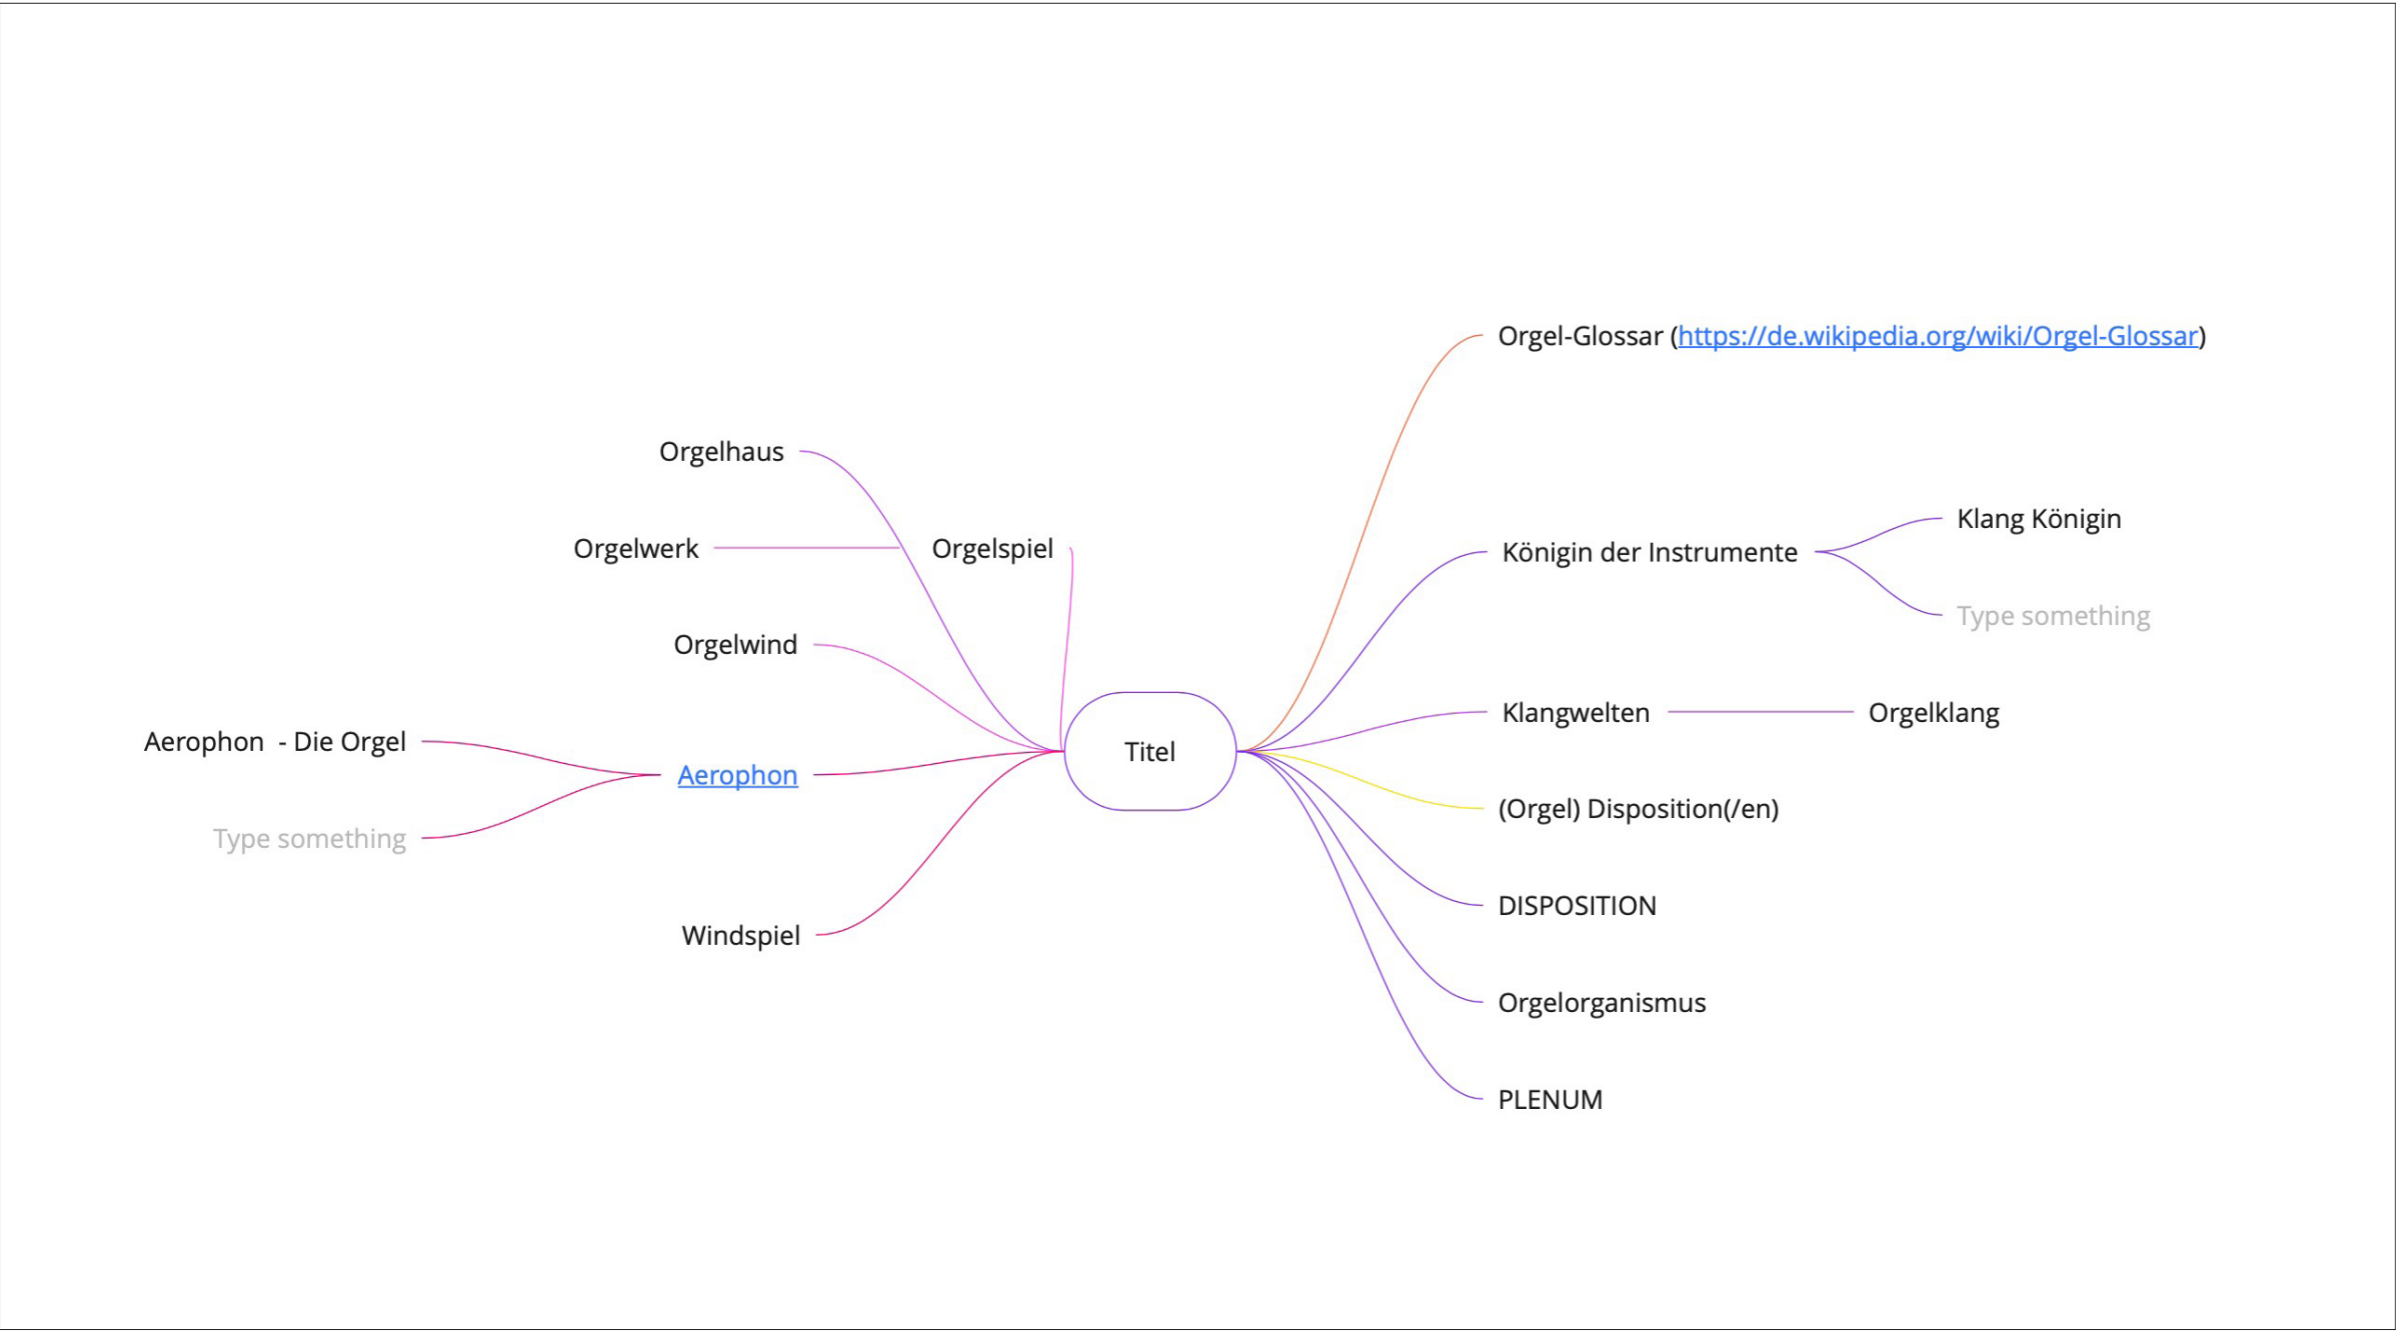 Orgel-Glossar (https://de.wikipedia.org/wiki/Orgel-Glossar)
Orgelhaus
Orgelwerk
Orgelspiel
Königin der Instrumente
Klang Königin
Type something
Orgelwind
Klangwelten
Orgelklang
Aerophon  - Die Orgel
Aerophon
Type something
Titel
(Orgel) Disposition(/en)
Windspiel
DISPOSITION
Orgelorganismus
PLENUM